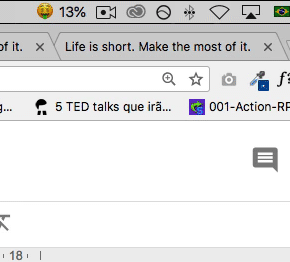 13%
of it. Life is short. Make the most of it.
f?
g... 5 TED talks que irã... 001-Action-RP
18